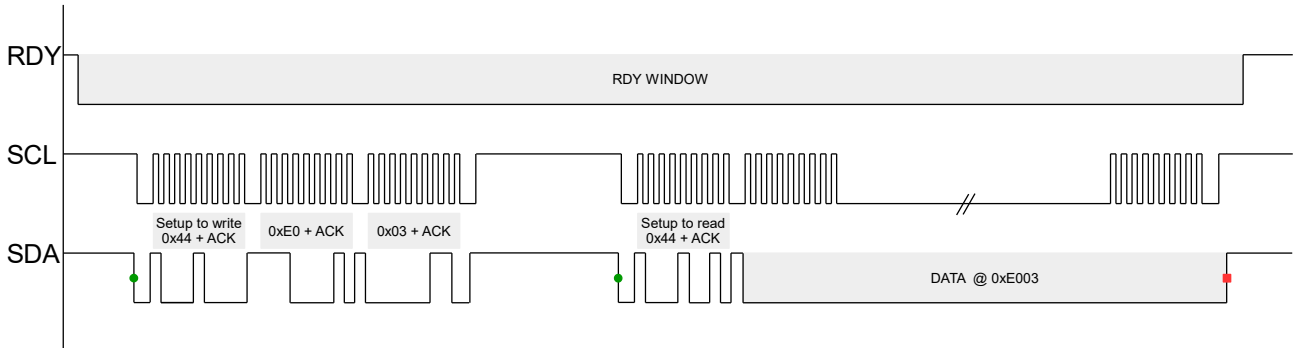 RDY
RDY WINDOW
SCL
Setup to write
0x44 + ACK
0xE0 + ACK
0x03 + ACK
Setup to read
0x44 + ACK
SDA
DATA @ 0xE003